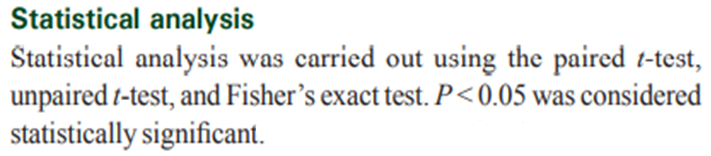 Statistical analysis
Statistical analysis was carried out using the paired t-test,
unpaired t-test, and Fisher’s exact test. P < 0.05 was considered
statistically significant.